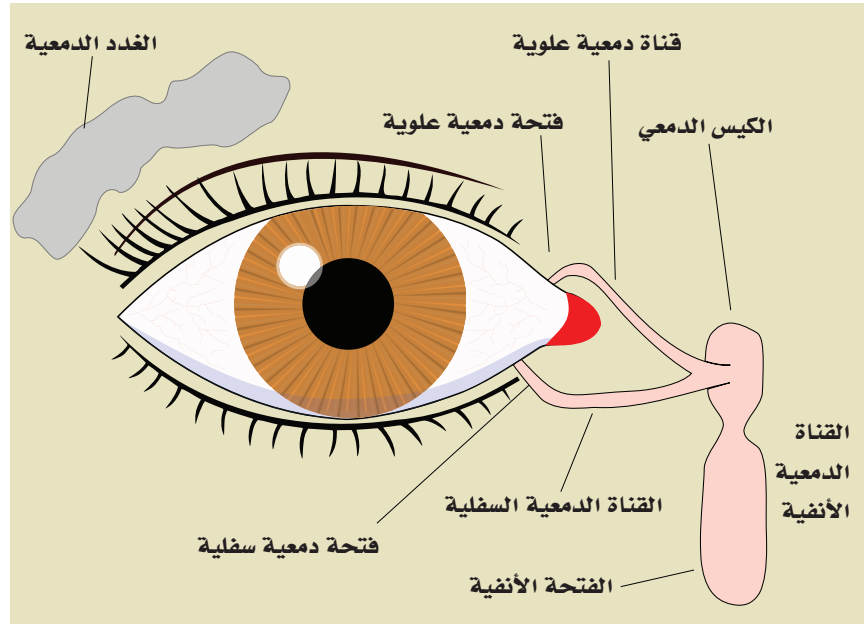 قناة دمعية علوية
الغدد الدمعية
فتحة دمعية علوية
الكيس الدمعي
القناة
الدمعية
الأنفية
القناة الدمعية السفلية
فتحة دمعية سفلية
الفتحة الأنفية